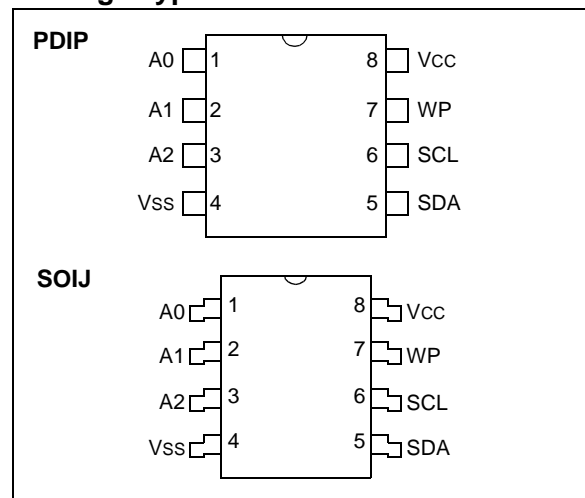 PDIP
A0 1 8 VCC
A1 2 7 WP
A2 3 6 SCL
VSS 4 5 SDA
SOIJ
A0 1 8 VCC
A1 2 7 WP
A2 3 6 SCL
VSS 4 5 SDA